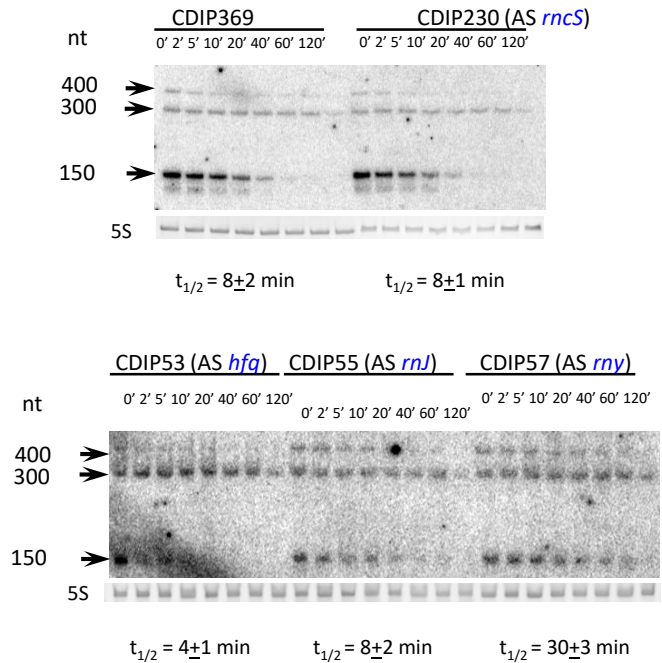 CDIP369 CDIP230 (AS rncS)
nt 0’ 2’ 5’ 10’ 20’ 40’ 60’ 120’ 0’ 2’ 5’ 10’ 20’ 40’ 60’ 120’
400
300
150
5S
t1/2 = 8+2 min t1/2 = 8+1 min
CDIP53 (AS hfq) CDIP55 (AS rnJ) CDIP57 (AS rny)
nt 0’ 2’ 5’ 10’ 20’ 40’ 60’ 120’ 0’ 2’ 5’ 10’ 20’ 40’ 60’ 120’ 0’ 2’ 5’ 10’ 20’ 40’ 60’ 120’
400
300
150
5S
t1/2 = 4+1 min t1/2 = 8+2 min t1/2 = 30+3 min